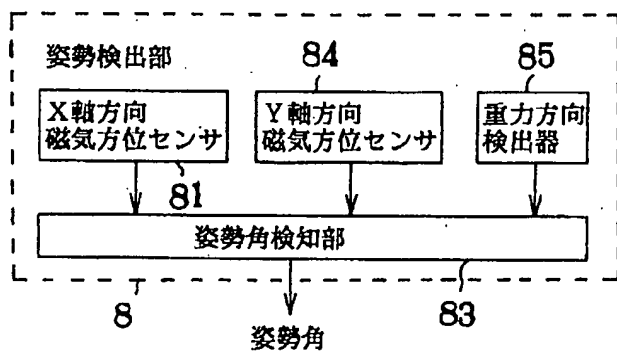 姿勢検出部
84
85
X軸方向
磁気方位センサ
Y軸方向
磁気方位センサ
重力方向
検出器
81
姿勢角検知部
8
83
姿勢角